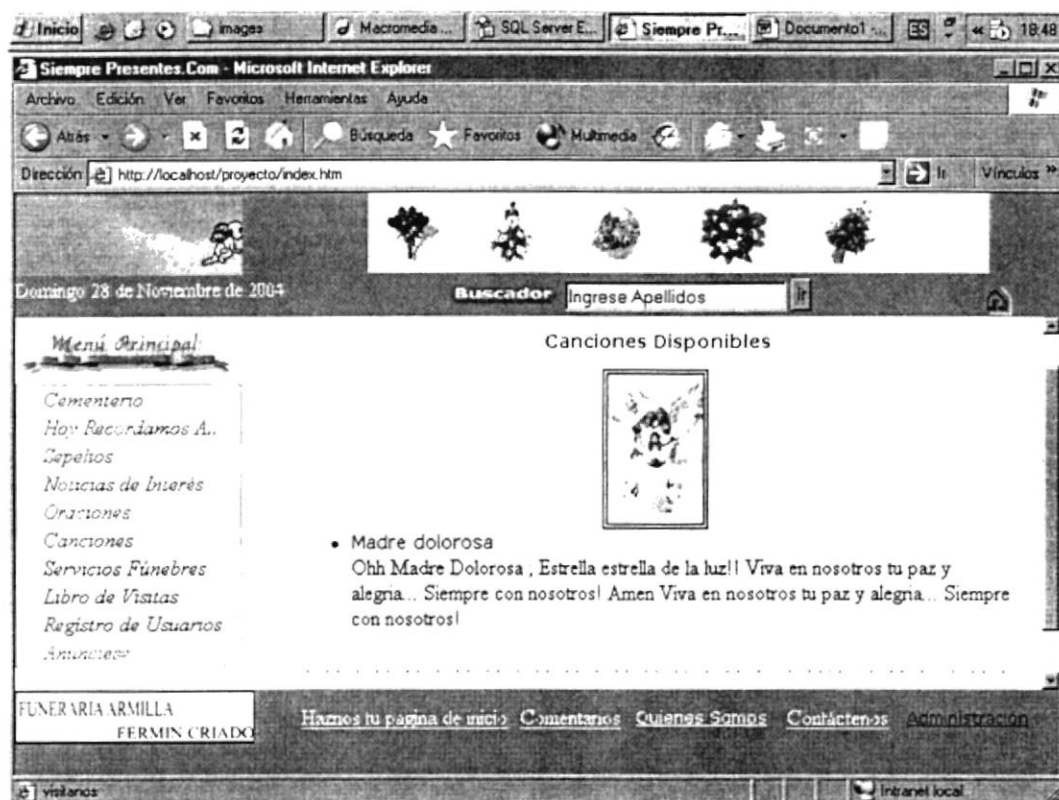 Inicio images Macromedia ... SQL Server E... Siempre Pr... Documento1 -... ES « 18:48
Siempre Presentes.Com - Microsoft Internet Explorer
Archivo Edición Ver Favoritos Herramientas Ayuda
Atrás Búsqueda Favoritos Multimedia
Dirección http://localhost/proyecto/index.htm Ir Vínculos »
Domingo 28 de Noviembre de 2004 Buscador Ingrese Apellidos Ir
Menú Principal
Canciones Disponibles
Cementerio
Hoy Recordamos A..
Sepelios
Noticias de Interés
Oraciones
Canciones
Servicios Fúnebres
Libro de Visitas
Registro de Usuarios
Anunciese
• Madre dolorosa
Ohh Madre Dolorosa , Estrella estrella de la luz!! Viva en nosotros tu paz y
alegria... Siempre con nosotros! Amen Viva en nosotros tu paz y alegria... Siempre
con nosotros!
FUNERARIA ARMILLA
FERMIN CRIADO
Haznos tu pagina de inicio Comentarios Quienes Somos Contáctenos Administración
visitanos Intranet local